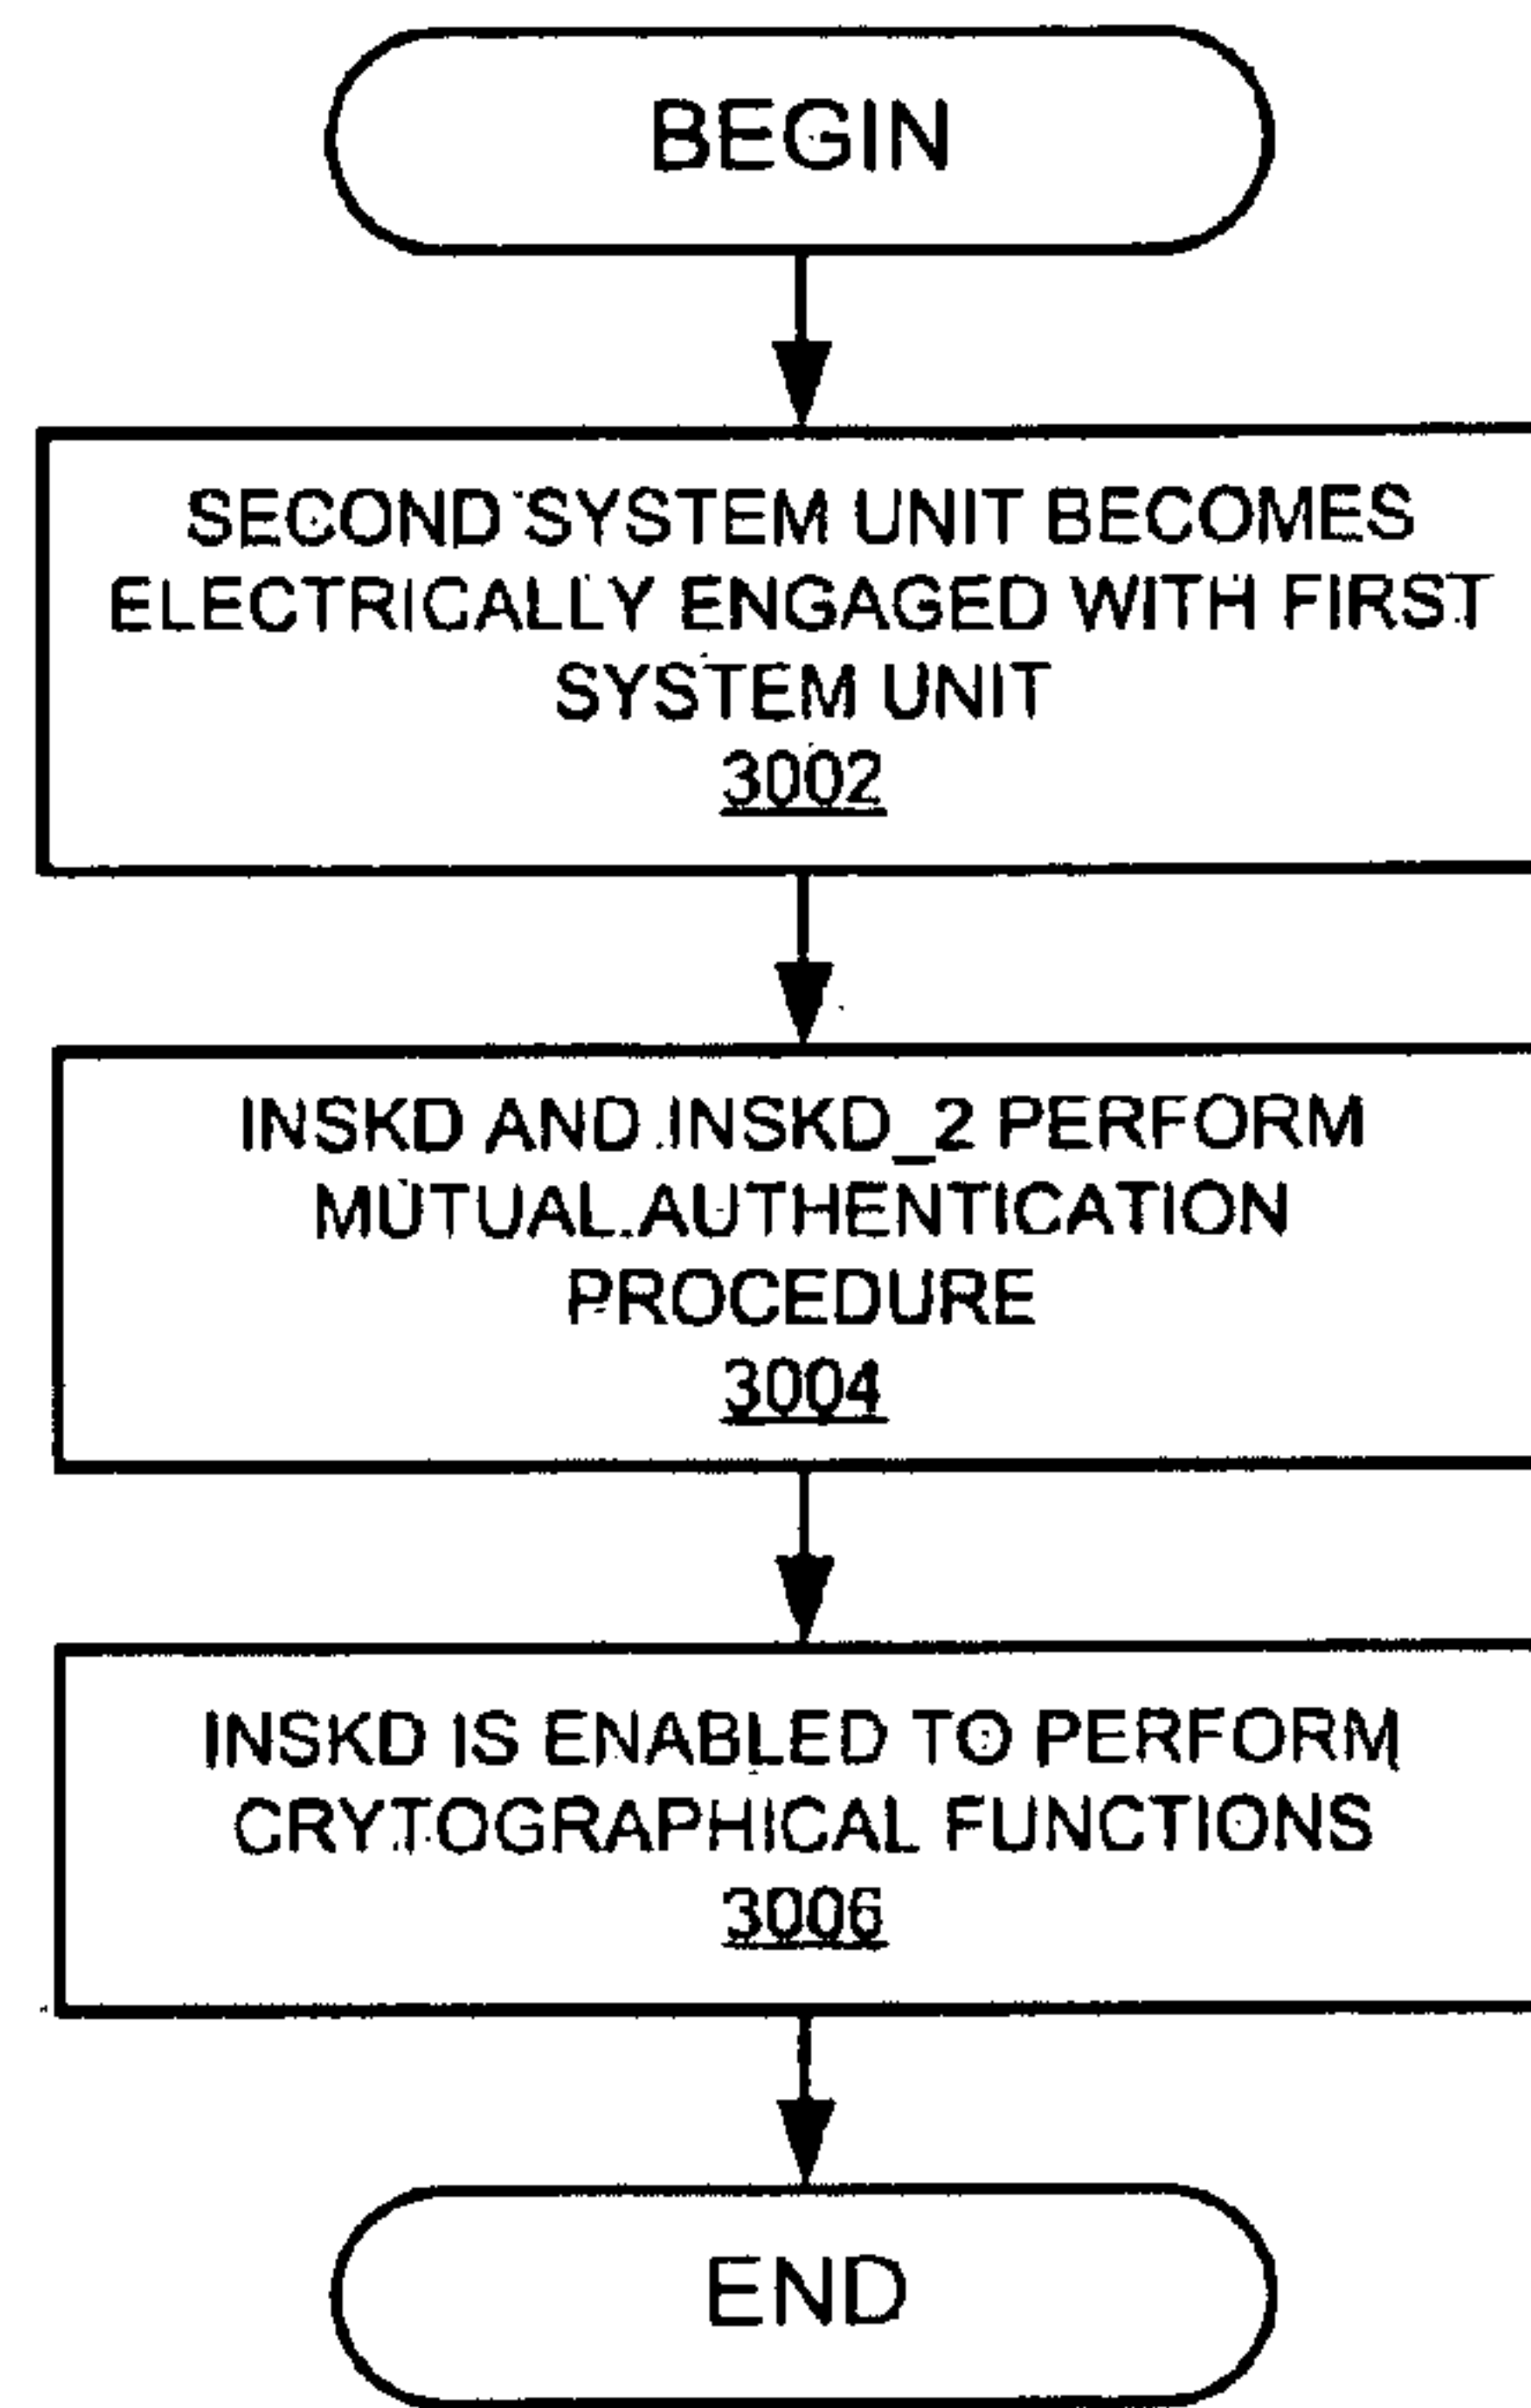 BEGIN
SECOND SYSTEM UNIT BECOMES
ELECTRICALLY ENGAGED WITH FIRST
SYSTEM UNIT
3002
INSKD AND INSKD_2 PERFORM
MUTUAL AUTHENTICATION
PROCEDURE
3004
INSKD IS ENABLED TO PERFORM
CRYTOGRAPHICAL FUNCTIONS
3006
END